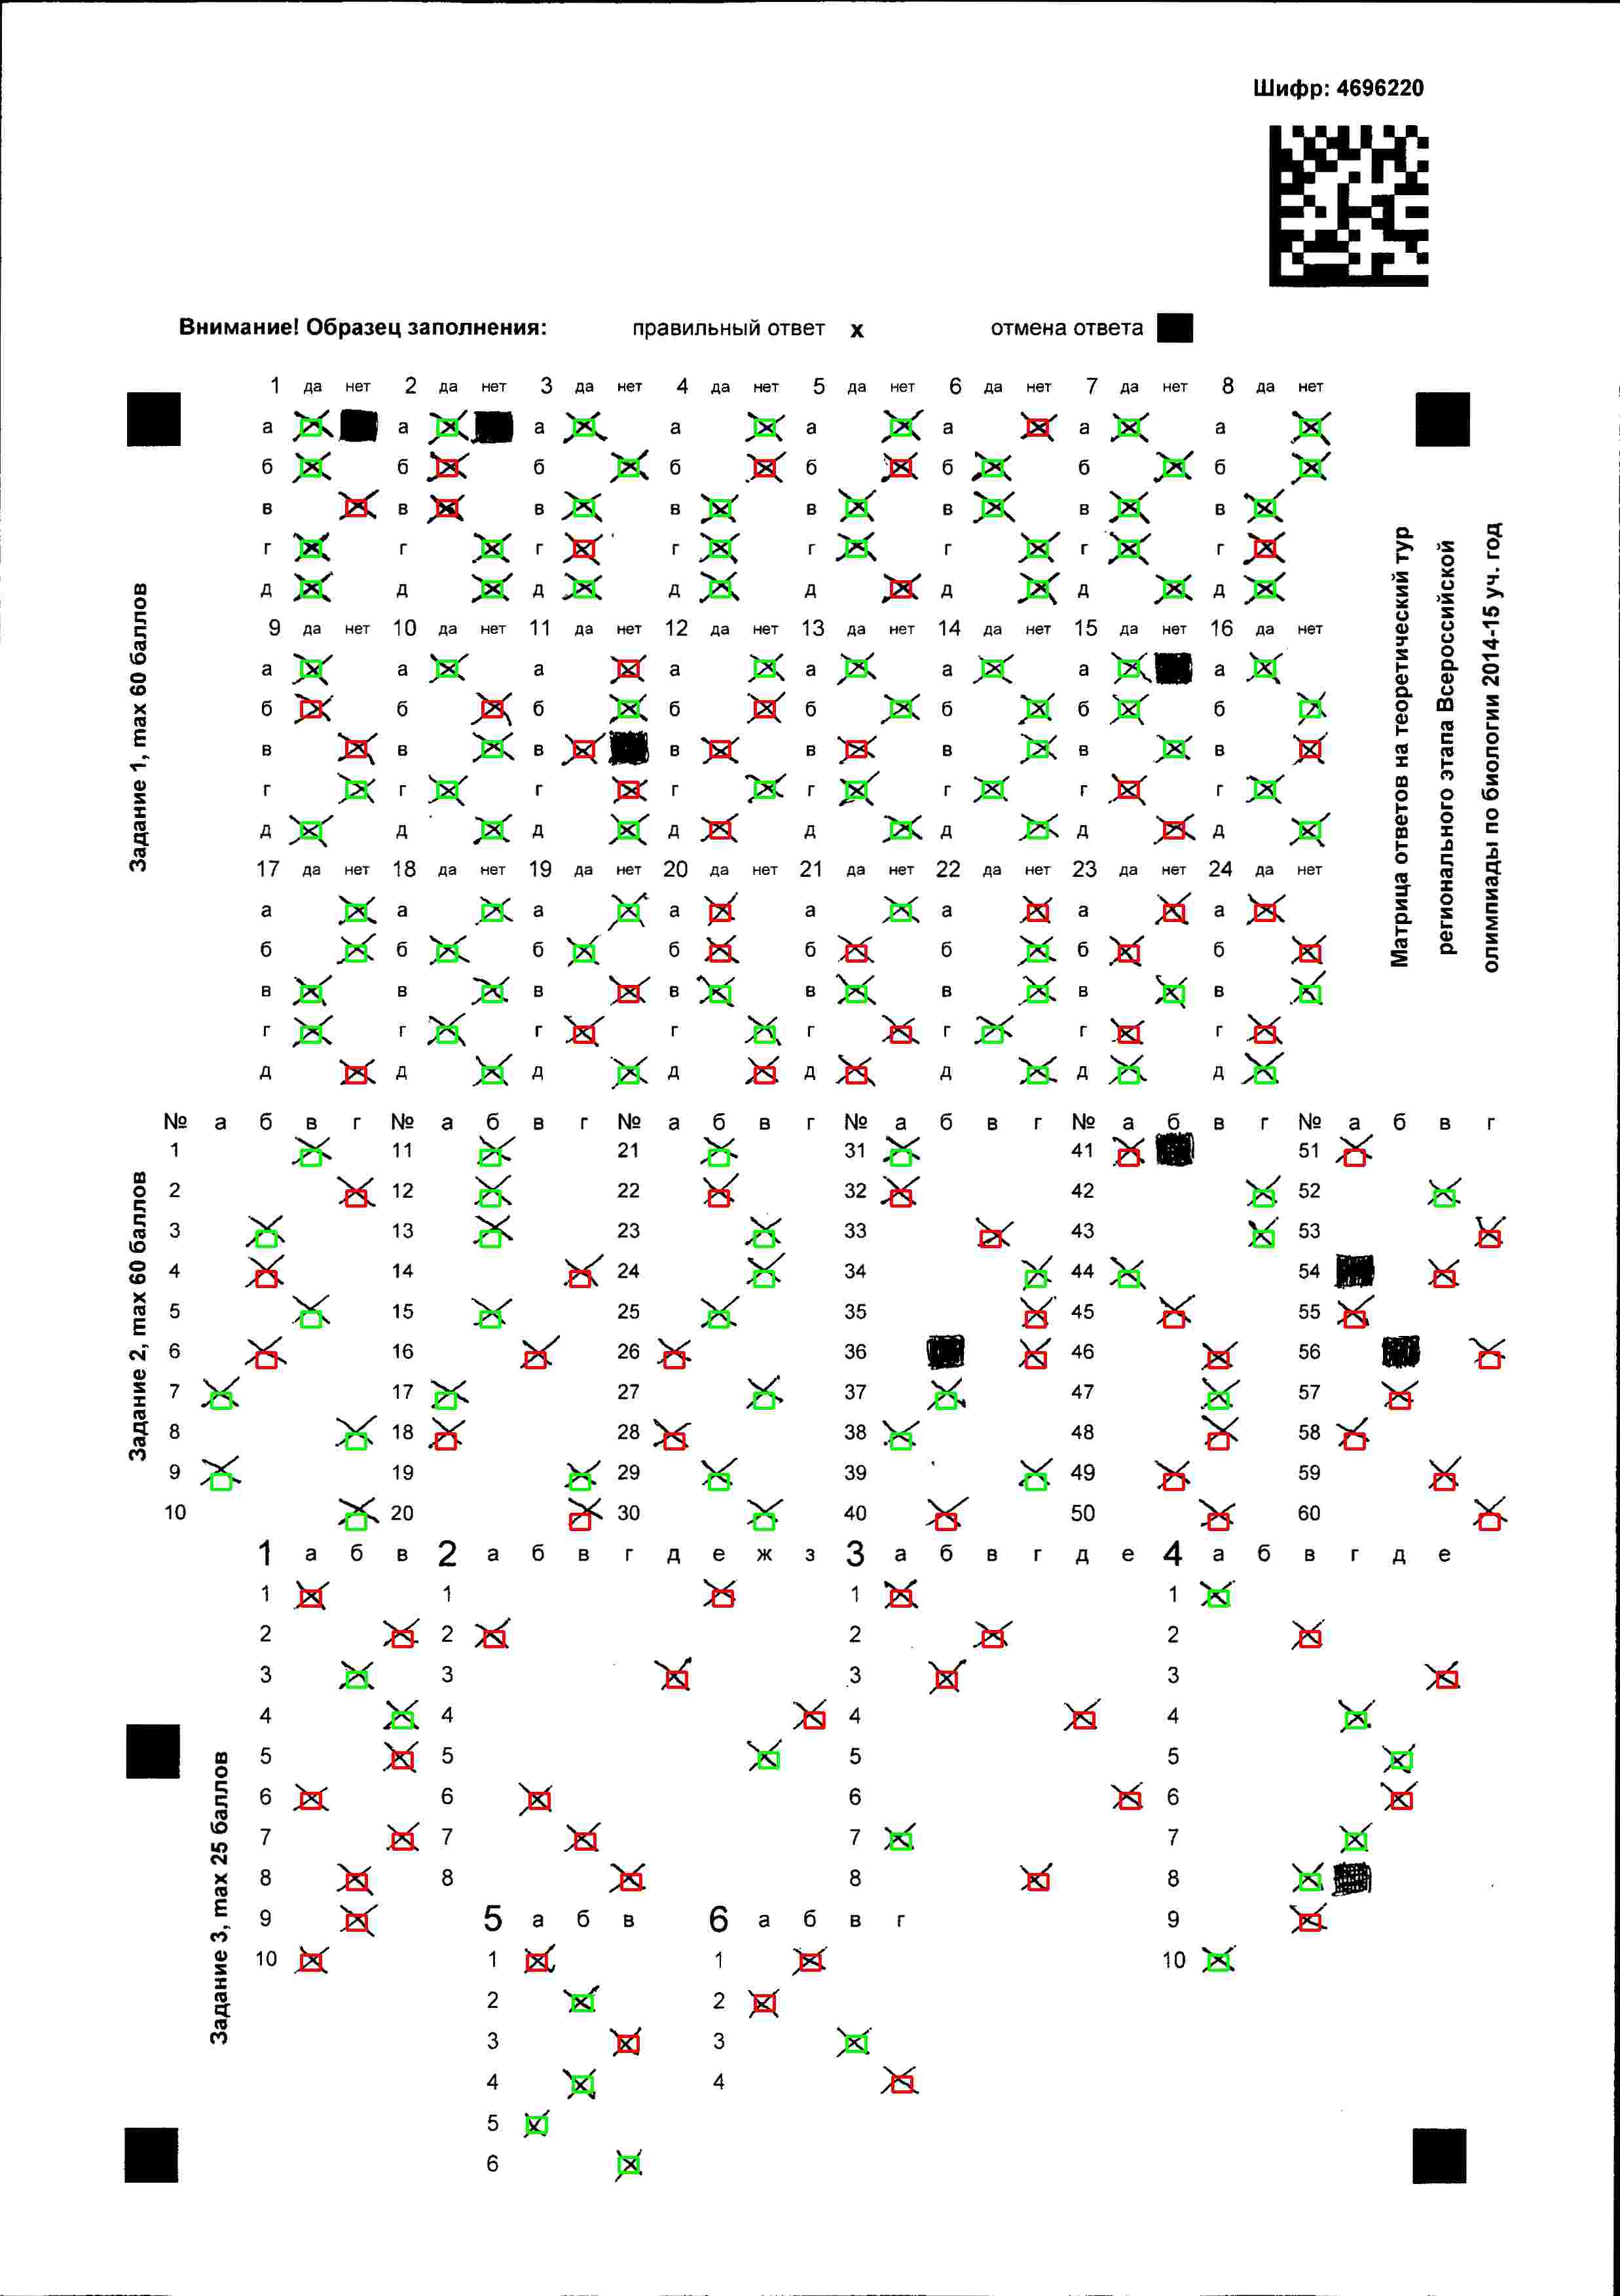 Шифр: 4696220
Внимание! Образец заполнения: правильный ответ х отмена ответа
1 да нет 2 да нет 3 да нет 4 да нет 5 да нет 6 да нет 7 да нет 8 да нет
а а а а а а а а
б б б б б б б б
в в в в в в в в
г г г г г г г г
д д д д д д д д
9 да нет 10 да нет 11 да нет 12 да нет 13 да нет 14 да нет 15 да нет 16 да нет
а а а а а а а а
б б б б б б б б
в в в в в в в в
г г г г г г г г
д д д д д д д д
17 да нет 18 да нет 19 да нет 20 да нет 21 да нет 22 да нет 23 да нет 24 да нет
а а а а а а а а
б б б б б б б б
в в в в в в в в
г г г г г г г г
д д д д д д д д
Задание 1, max 60 баллов
Матрица ответов на теоретический тур
регионального этапа Всероссийской
олимпиады по биологии 2014-15 уч. год
№ а б в г № а б в г № а б в г № а б в г № а б в г № а б в г
1 11 21 31 41 51
2 12 22 32 42 52
3 13 23 33 43 53
4 14 24 34 44 54
5 15 25 35 45 55
6 16 26 36 46 56
7 17 27 37 47 57
8 18 28 38 48 58
9 19 29 39 49 59
10 20 30 40 50 60
Задание 2, max 60 баллов
1 а б в 2 а б в г д е ж з 3 а б в г д е 4 а б в г д е
1 1 1 1
2 2 2 2
3 3 3 3
4 4 4 4
5 5 5 5
6 6 6 6
7 7 7 7
8 8 8 8
9 5 а б в 6 а б в г 9
10 1 1 10
2 2
3 3
4 4
5
6
Задание 3, max 25 баллов